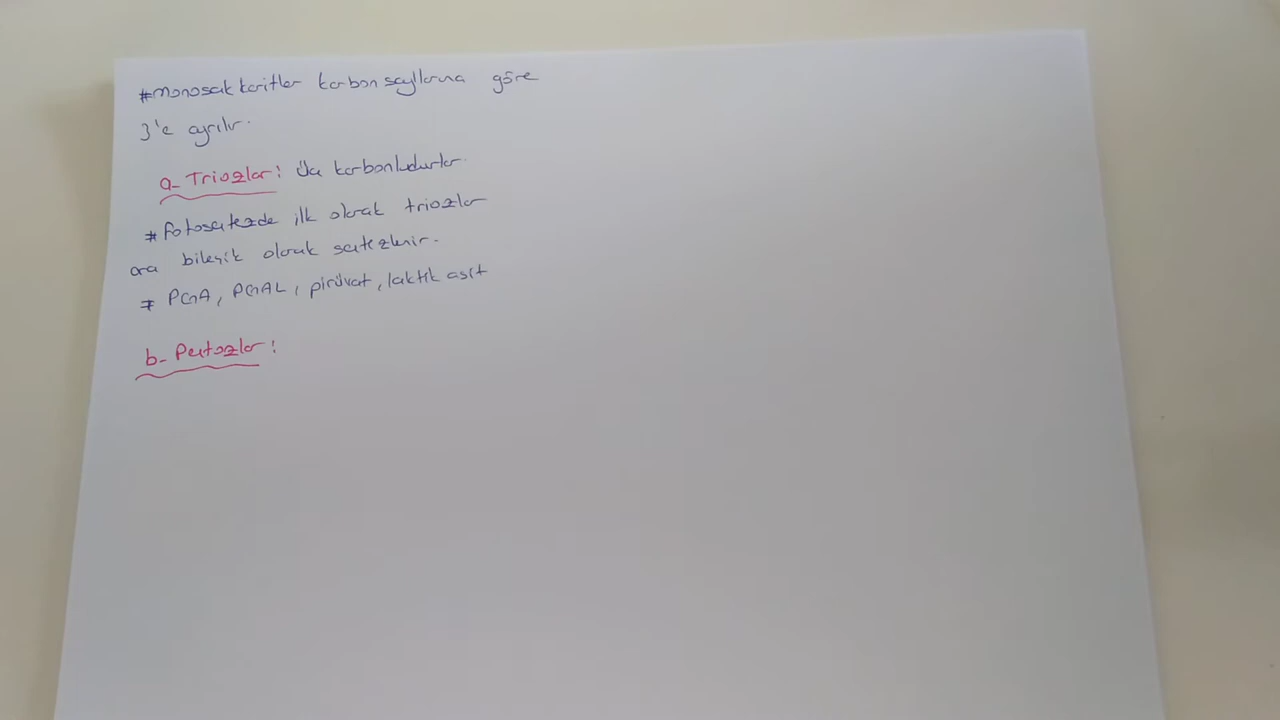 #monosakkaritler karbon sayılarına göre
3'e ayrılır.
a- Triozlar: Üç karbonludurlar.
# fotosentezde ilk olarak triozlar
ara bileşik olarak sentezlenir.
# PGA, PGAL, pirüvat, laktik asit
b- Pentozlar: